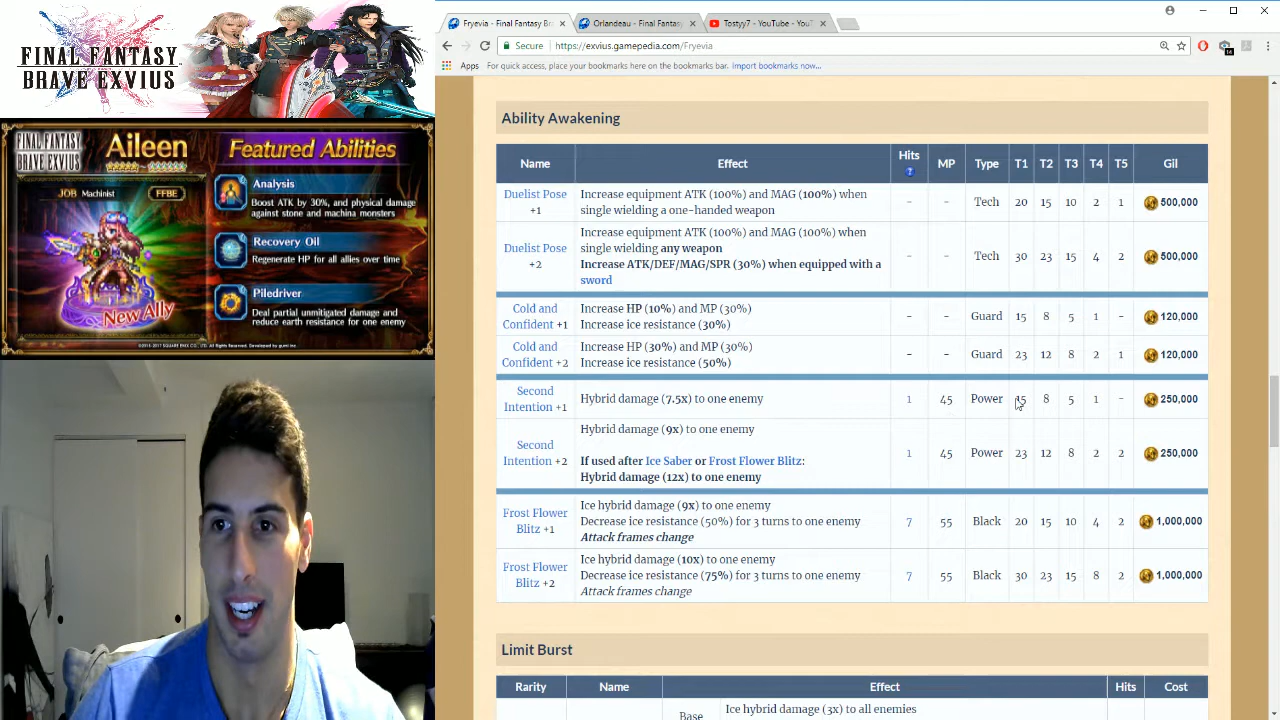 FINAL FANTASY
BRAVE EXVIUS
FINAL FANTASY
BRAVE EXVIUS
Aileen
JOB Machinist
FFBE
New Ally
Featured Abilities
Analysis
Boost ATK by 30%, and physical damage
against stone and machina monsters
Recovery Oil
Regenerate HP for all allies over time
Piledriver
Deal partial unmitigated damage and
reduce earth resistance for one enemy
Fryevia - Final Fantasy Br
Orlandeau - Final Fantasy
Tostyy7 - YouTube - You
Secure
https://exvius.gamepedia.com/Fryevia
Apps
For quick access, place your bookmarks here on the bookmarks bar. Import bookmarks now...
Ability Awakening
Name Effect Hits MP Type T1 T2 T3 T4 T5 Gil
Duelist Pose +1 Increase equipment ATK (100%) and MAG (100%) when
single wielding a one-handed weapon - - Tech 20 15 10 2 1 500,000
Duelist Pose +2 Increase equipment ATK (100%) and MAG (100%) when
single wielding any weapon
Increase ATK/DEF/MAG/SPR (30%) when equipped with a
sword - - Tech 30 23 15 4 2 500,000
Cold and Confident +1 Increase HP (10%) and MP (30%)
Increase ice resistance (30%) - - Guard 15 8 5 1 - 120,000
Cold and Confident +2 Increase HP (30%) and MP (30%)
Increase ice resistance (50%) - - Guard 23 12 8 2 1 120,000
Second Intention +1 Hybrid damage (7.5x) to one enemy 1 45 Power 15 8 5 1 - 250,000
Second Intention +2 Hybrid damage (9x) to one enemy
If used after Ice Saber or Frost Flower Blitz:
Hybrid damage (12x) to one enemy 1 45 Power 23 12 8 2 2 250,000
Frost Flower Blitz +1 Ice hybrid damage (9x) to one enemy
Decrease ice resistance (50%) for 3 turns to one enemy
Attack frames change 7 55 Black 20 15 10 4 2 1,000,000
Frost Flower Blitz +2 Ice hybrid damage (10x) to one enemy
Decrease ice resistance (75%) for 3 turns to one enemy
Attack frames change 7 55 Black 30 23 15 8 2 1,000,000
Limit Burst
Rarity Name Effect Hits Cost
Base Ice hybrid damage (3x) to all enemies